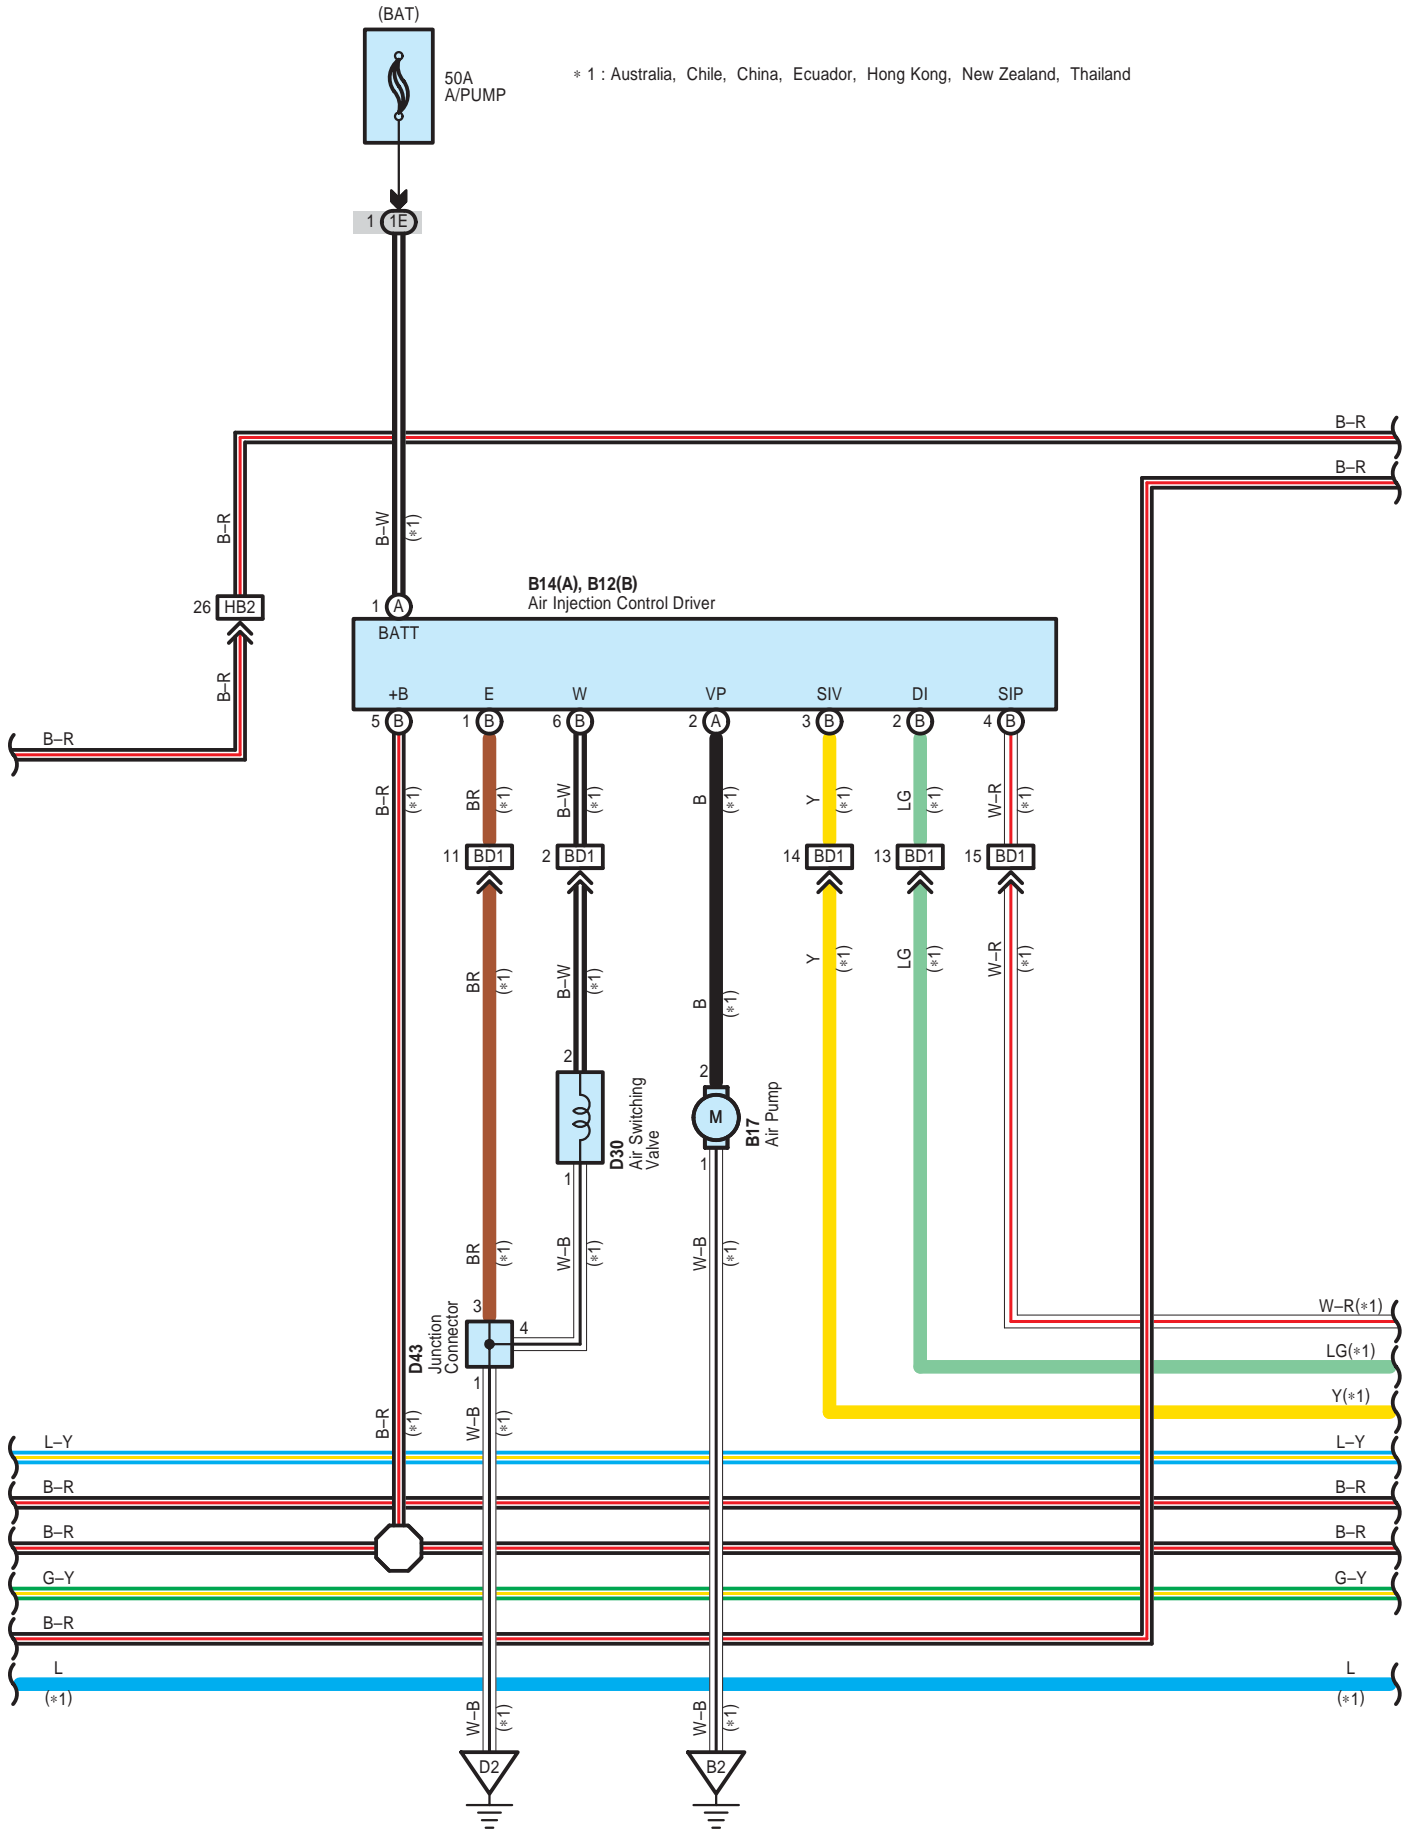 (BAT)
50A
A/PUMP
∗ 1 : Australia, Chile, China, Ecuador, Hong Kong, New Zealand, Thailand
1 1E
B–R
B–R
B–R
B–W
(∗1)
B14(A), B12(B)
Air Injection Control Driver
26 HB2
1 A
BATT
B–R
+B E W VP SIV DI SIP
5 B 1 B 6 B 2 A 3 B 2 B 4 B
B–R
B–R (∗1) BR (∗1) B–W (∗1) B (∗1) Y (∗1) LG (∗1) W–R (∗1)
11 BD1 2 BD1 14 BD1 13 BD1 15 BD1
BR (∗1) B–W (∗1) B (∗1) Y (∗1) LG (∗1) W–R (∗1)
2
2
D30
Air Switching
Valve
M
B17
Air Pump
1
1
BR (∗1) W–B (∗1) W–B (∗1)
3
4
D43
Junction
Connector
1
W–R(∗1)
LG(∗1)
Y(∗1)
B–R (∗1) W–B (∗1)
L–Y L–Y
B–R B–R
B–R B–R
G–Y G–Y
B–R
L L
(∗1) (∗1)
W–B (∗1) W–B (∗1)
D2 B2